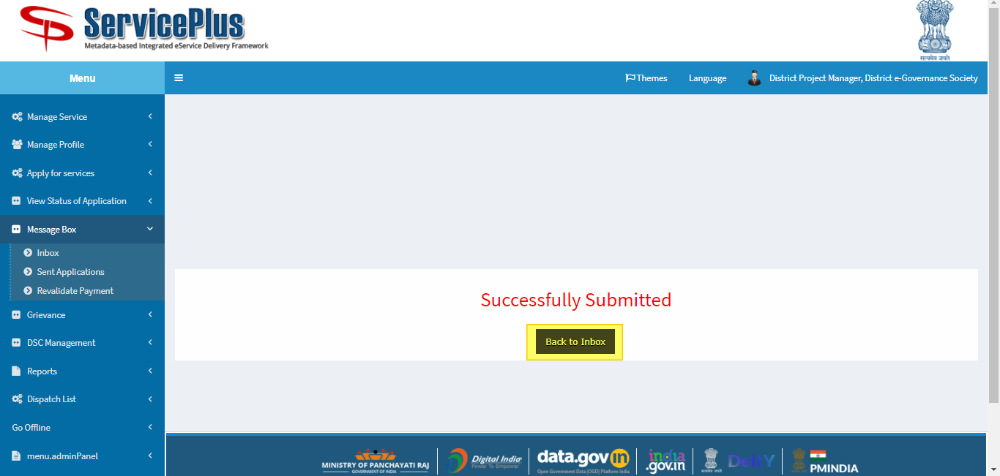 ServicePlus
Metadata-based Integrated eService Delivery Framework
सत्यमेव जयते
Menu
Themes
Language
District Project Manager, District e-Governance Society
Manage Service
Manage Profile
Apply for services
View Status of Application
Message Box
Inbox
Sent Applications
Revalidate Payment
Grievance
DSC Management
Reports
Dispatch List
Go Offline
menu.adminPanel
Successfully Submitted
Back to Inbox
MINISTRY OF PANCHAYATI RAJ
GOVERNMENT OF INDIA
Digital India
Power To Empower
data.gov in
Open Government Data (OGD) Platform India
india
.gov.in
DeitY
PMINDIA